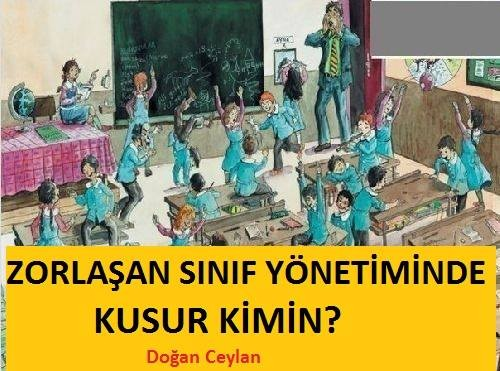 ZORLAŞAN SINIF YÖNETİMİNDE
KUSUR KİMİN?
Doğan Ceylan